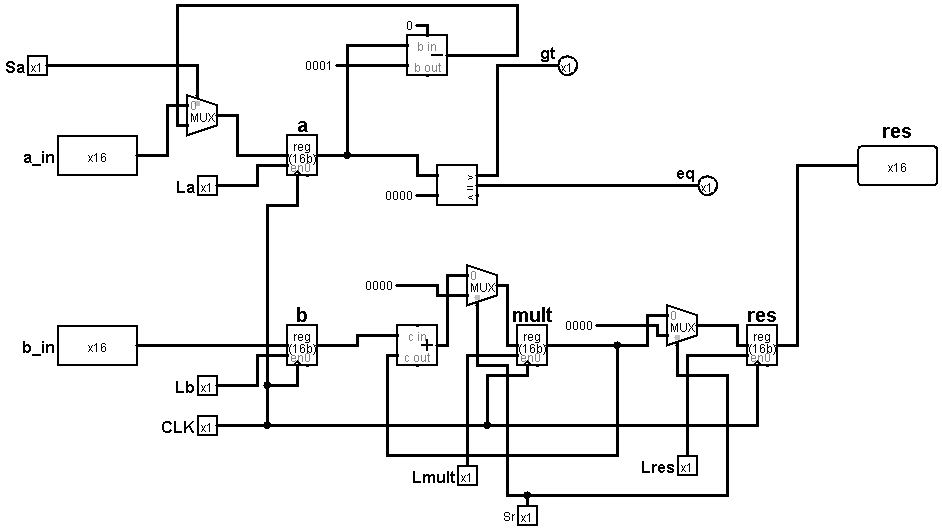 0
b in
−
b out
0001
gt
x1
Sa
x1
0
MUX
a
reg
(16b)
en0
a_in
x16
La
x1
>
=
<
0000
eq
x1
res
x16
0000
0
MUX
b
reg
(16b)
en0
b_in
x16
c in
+
c out
mult
reg
(16b)
en0
0000
0
MUX
res
reg
(16b)
en0
Lb
x1
CLK
x1
Lmult
x1
Lres
x1
Sr
x1